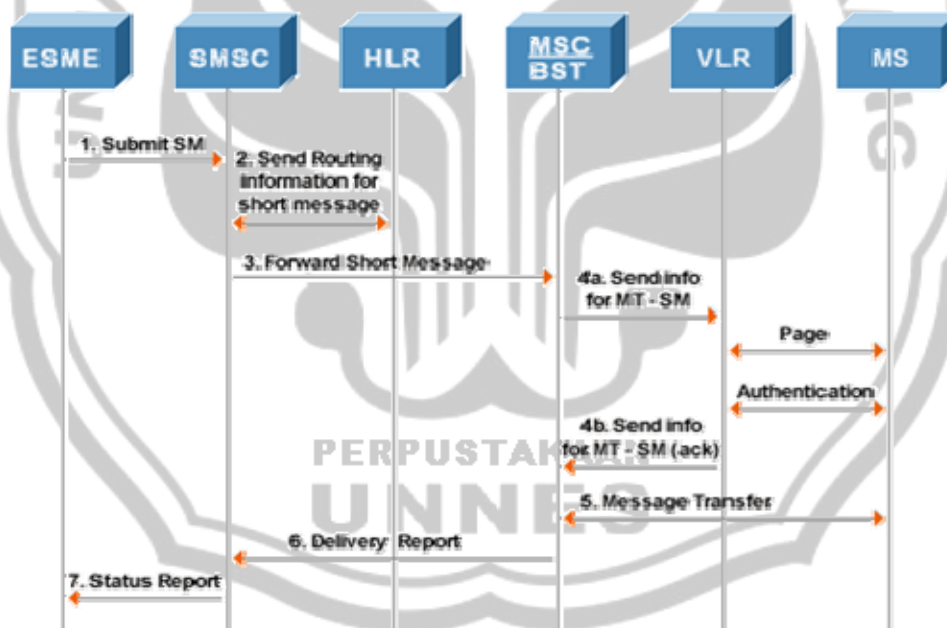 ESME
SMSC
HLR
MSC
BST
VLR
MS
1. Submit SM
2. Send Routing
information for
short message
3. Forward Short Message
4a. Send info
for MT - SM
Page
Authentication
4b. Send info
for MT - SM (ack)
PERPUSTAKAAN
UNNES
5. Message Transfer
6. Delivery Report
7. Status Report